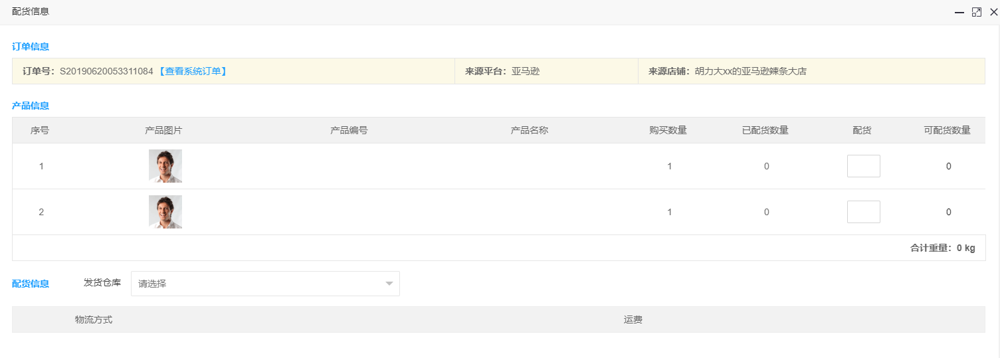 配货信息
订单信息
订单号：S20190620053311084 【查看系统订单】 来源平台：亚马逊 来源店铺：胡力大xx的亚马逊辣条大店
产品信息
序号 产品图片 产品编号 产品名称 购买数量 已配货数量 配货 可配货数量
1 1 0 0
2 1 0 0
合计重量：0 kg
配货信息 发货仓库 请选择
物流方式 运费